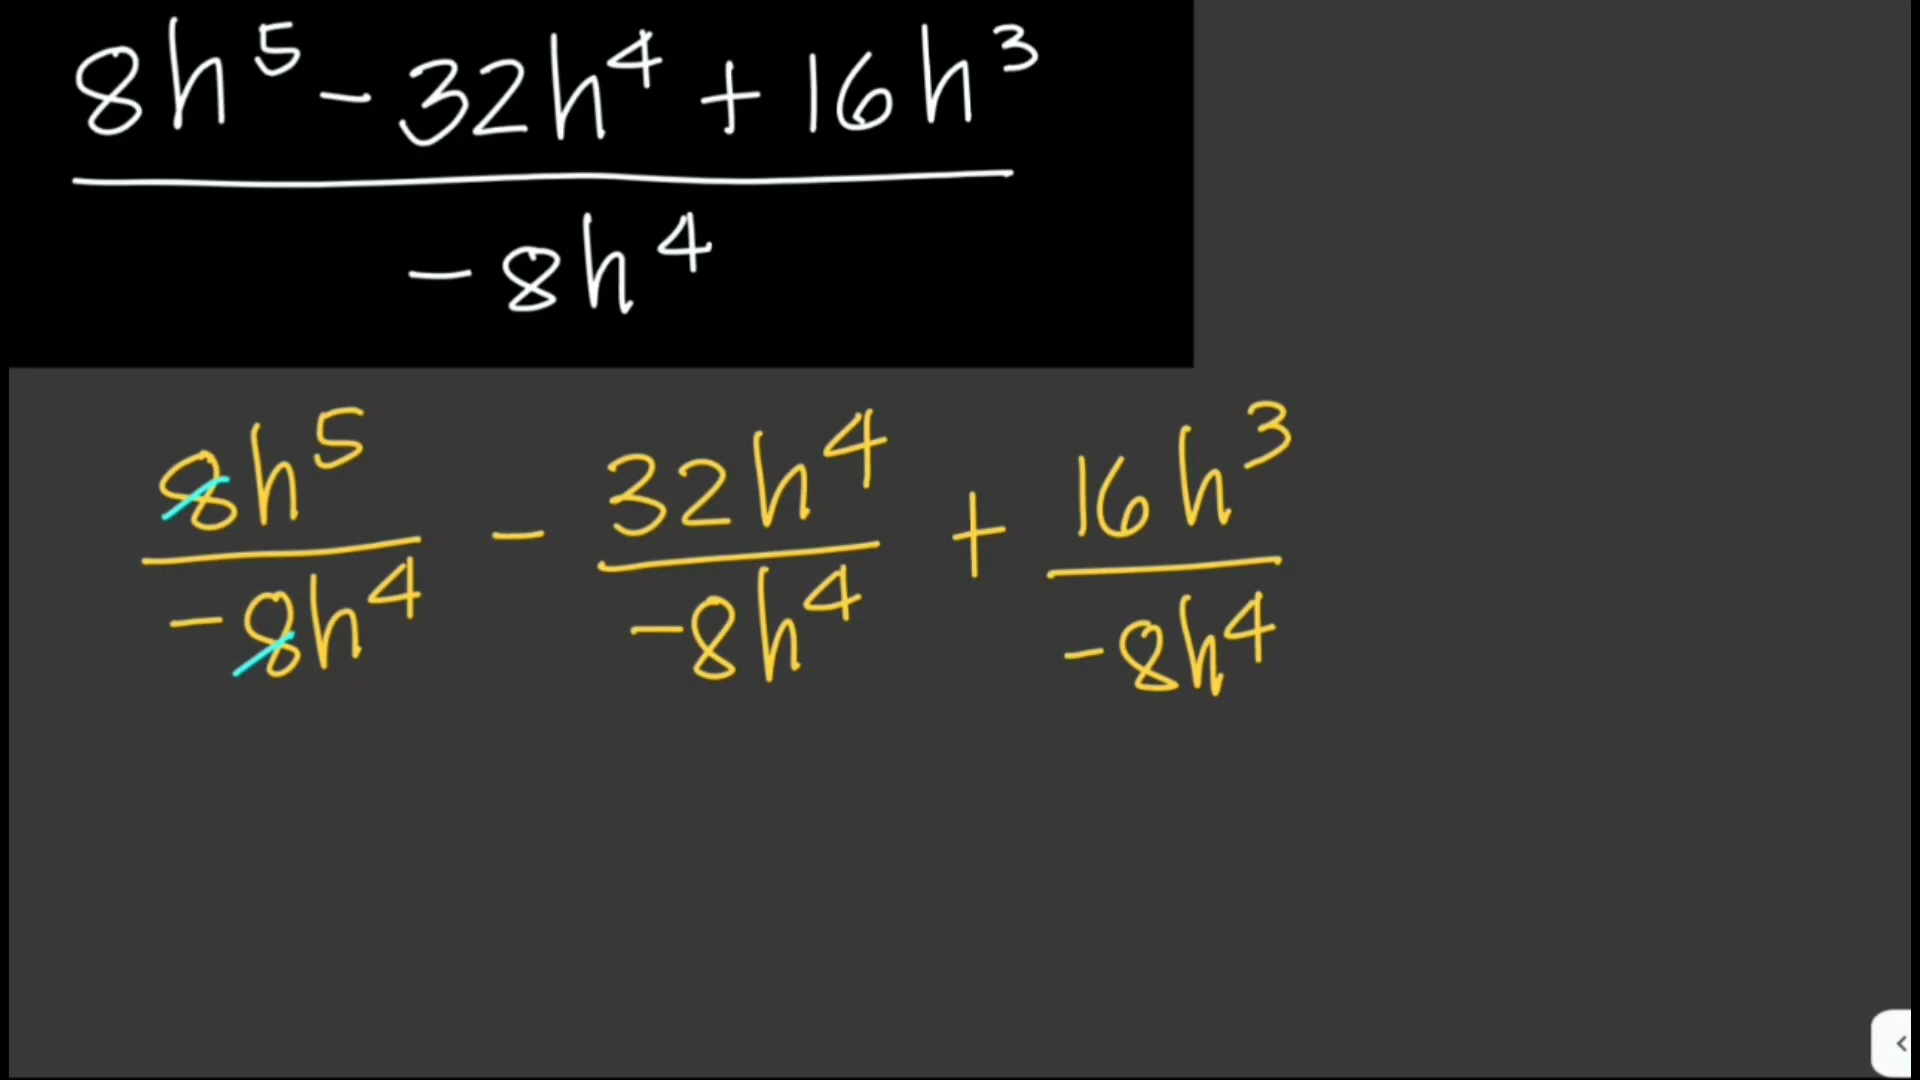 8h⁵ - 32h⁴ + 16h³
-8h⁴
8h⁵ - 32h⁴ + 16h³
-8h⁴ -8h⁴ -8h⁴
<